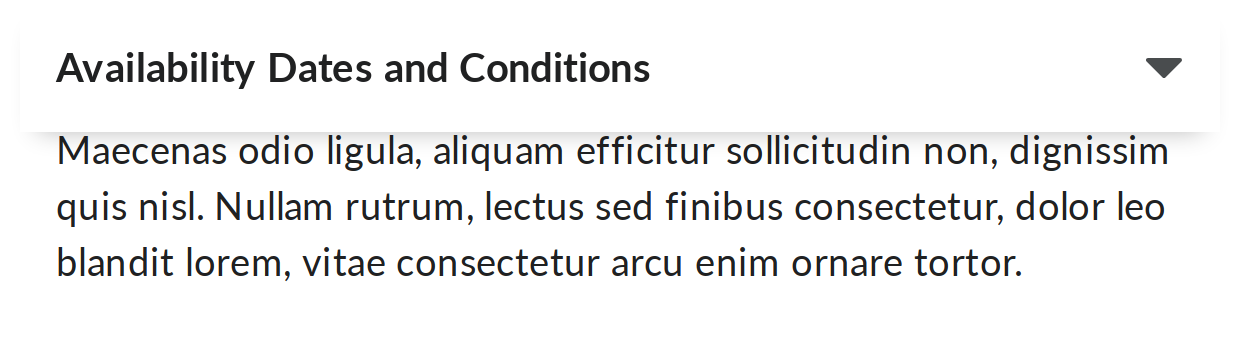 Availability Dates and Conditions
Maecenas odio ligula, aliquam efficitur sollicitudin non, dignissim
quis nisl. Nullam rutrum, lectus sed finibus consectetur, dolor leo
blandit lorem, vitae consectetur arcu enim ornare tortor.